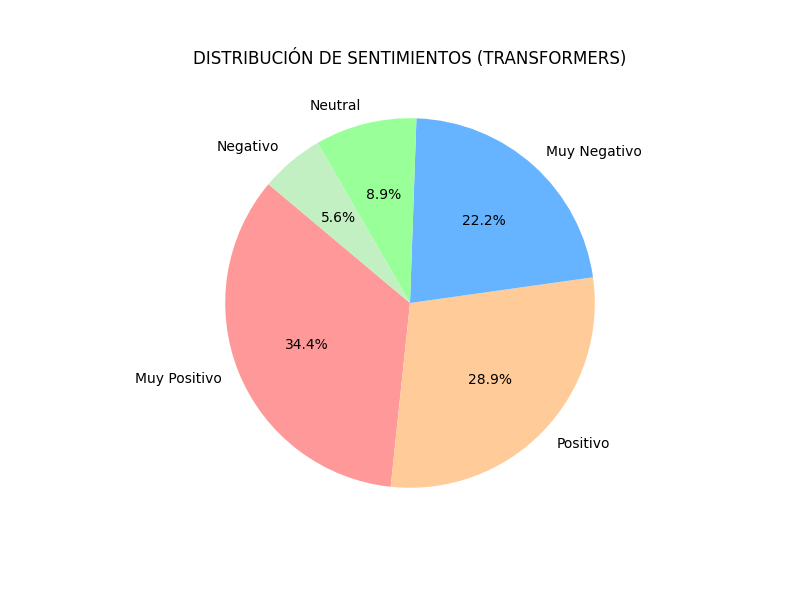 DISTRIBUCIÓN DE SENTIMIENTOS (TRANSFORMERS)
Neutral
Negativo
Muy Negativo
8.9%
5.6%
22.2%
34.4%
Muy Positivo
28.9%
Positivo